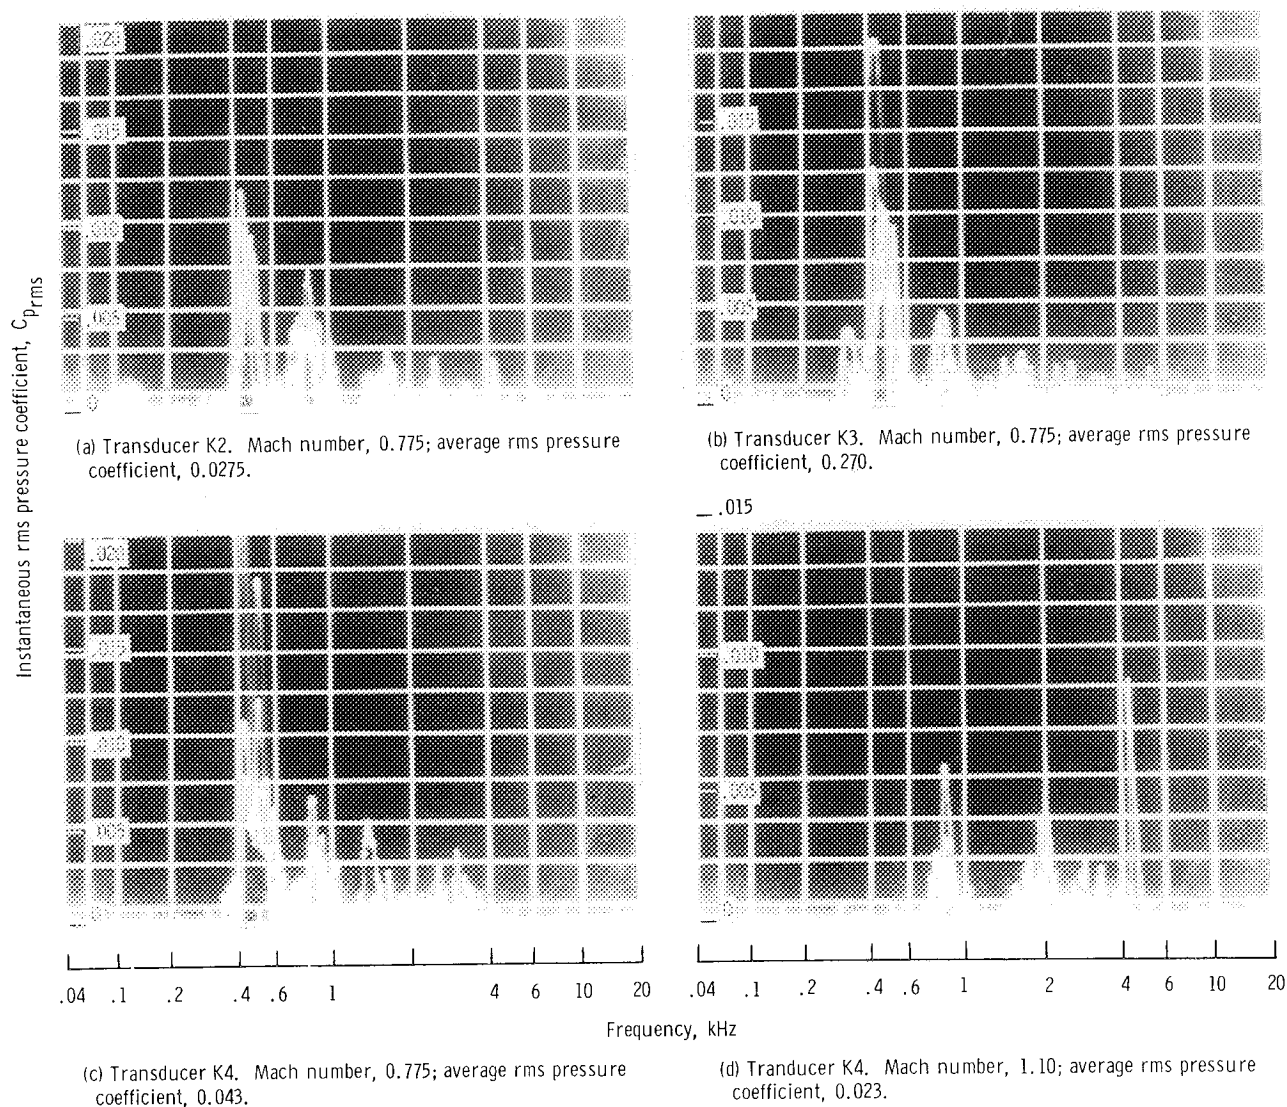 Instantaneous rms pressure coefficient, Cprms
.020
.015
.010
.005
0
(a) Transducer K2. Mach number, 0.775; average rms pressure
coefficient, 0.0275.
.015
.010
.005
0
(b) Transducer K3. Mach number, 0.775; average rms pressure
coefficient, 0.270.
.020
.015
.010
.005
0
.04 .1 .2 .4 .6 1 4 6 10 20
(c) Transducer K4. Mach number, 0.775; average rms pressure
coefficient, 0.043.
.015
.010
.005
0
.04 .1 .2 .4 .6 1 2 4 6 10 20
Frequency, kHz
(d) Tranducer K4. Mach number, 1.10; average rms pressure
coefficient, 0.023.